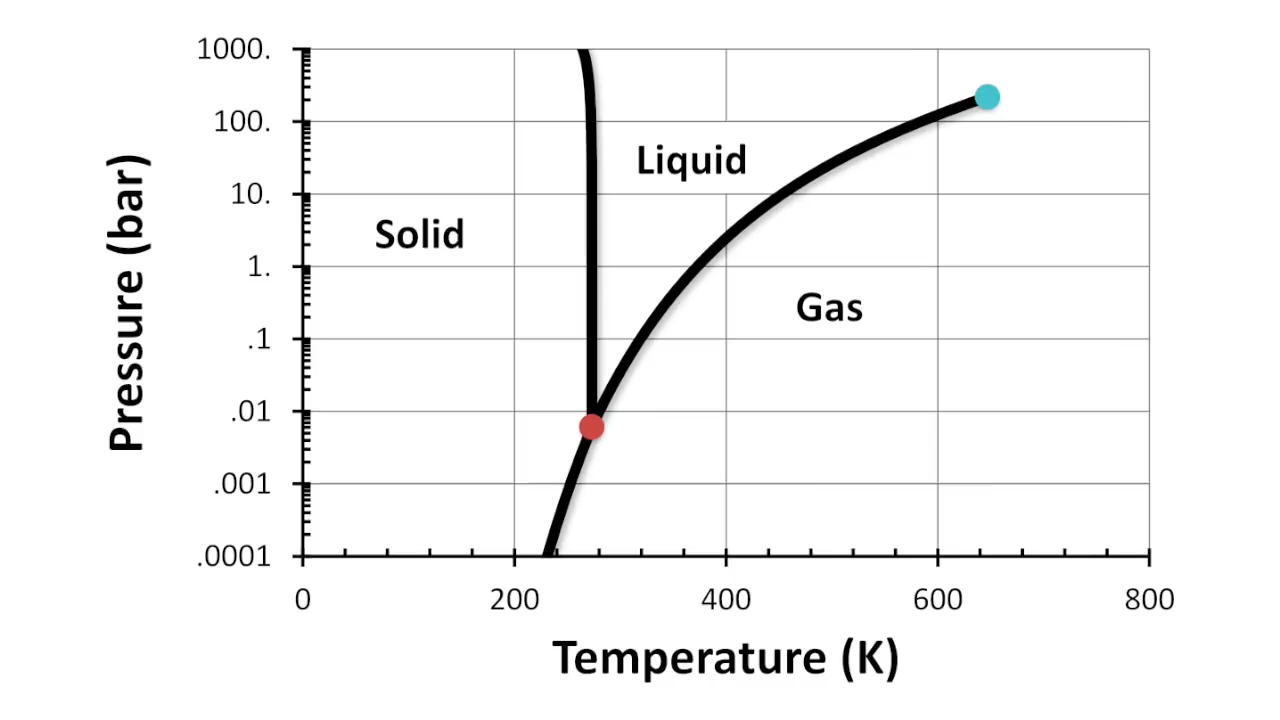 1000.
100.
10.
1.
.1
.01
.001
.0001
Pressure (bar)
Solid
Liquid
Gas
0 200 400 600 800
Temperature (K)